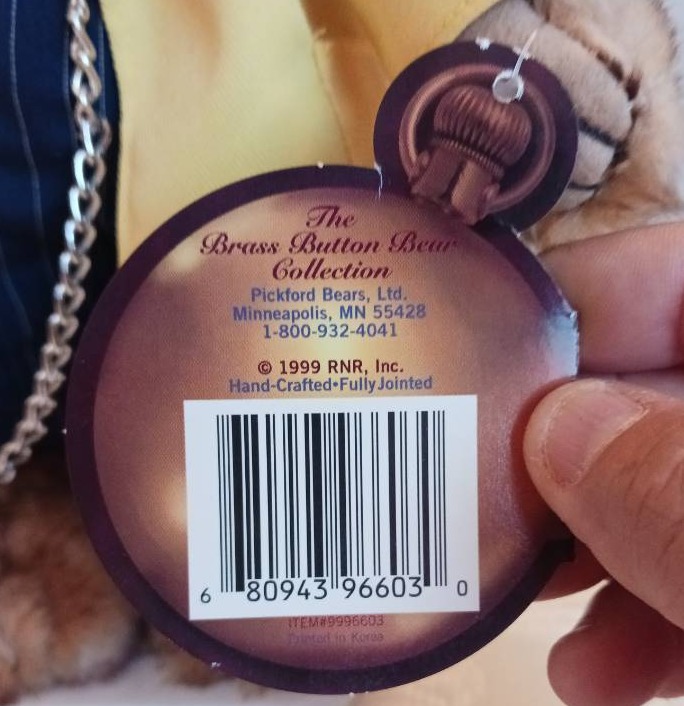 The
Brass Button Bear
Collection
Pickford Bears, Ltd.
Minneapolis, MN 55428
1-800-932-4041
© 1999 RNR, Inc.
Hand-Crafted•Fully Jointed
6 80943 96603 0
ITEM#9996603
Printed in Korea